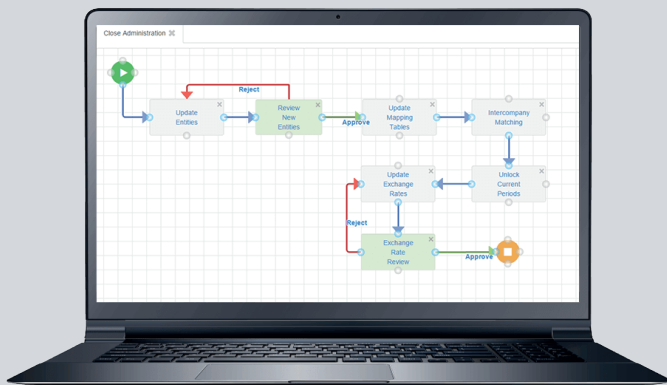 Close Administration
Reject
Update
Entities
Review
New
Entities
Approve
Update
Mapping
Tables
Intercompany
Matching
Update
Exchange
Rates
Unlock
Current
Periods
Reject
Exchange
Rate
Review
Approve